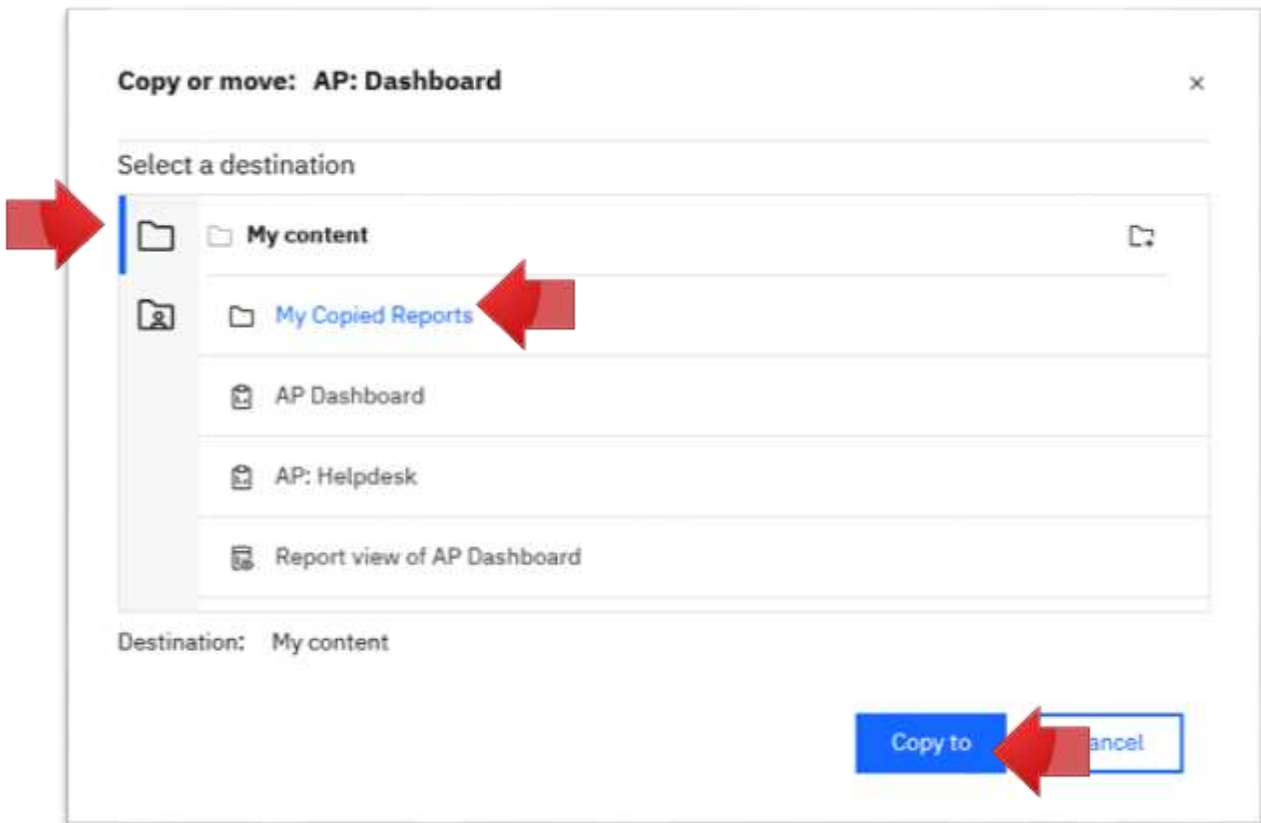 Copy or move: AP: Dashboard
Select a destination
My content
My Copied Reports
AP Dashboard
AP: Helpdesk
Report view of AP Dashboard
Destination: My content
Copy to ancel